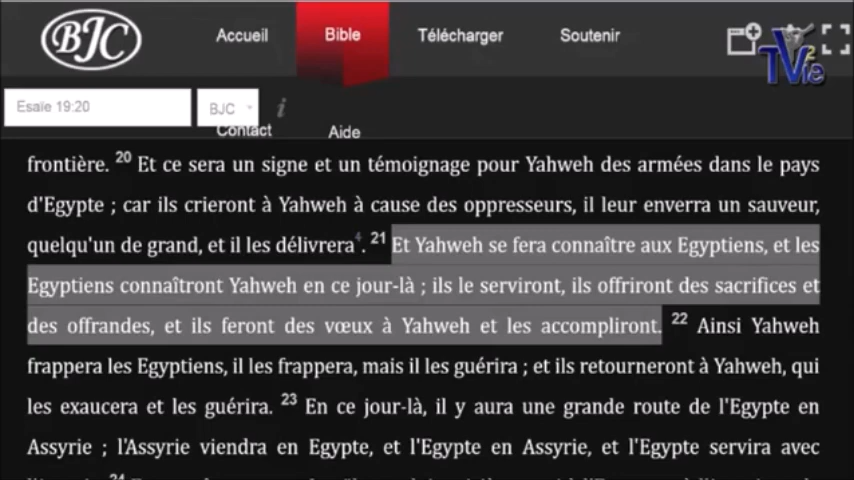 BJC
Accueil
Bible
Télécharger
Soutenir
TVie
2
Esaïe 19:20
BJC
i
Contact
Aide
frontière. 20 Et ce sera un signe et un témoignage pour Yahweh des armées dans le pays
d'Egypte ; car ils crieront à Yahweh à cause des oppresseurs, il leur enverra un sauveur,
quelqu'un de grand, et il les délivrera4. 21 Et Yahweh se fera connaître aux Egyptiens, et les
Egyptiens connaîtront Yahweh en ce jour-là ; ils le serviront, ils offriront des sacrifices et
des offrandes, et ils feront des vœux à Yahweh et les accompliront. 22 Ainsi Yahweh
frappera les Egyptiens, il les frappera, mais il les guérira ; et ils retourneront à Yahweh, qui
les exaucera et les guérira. 23 En ce jour-là, il y aura une grande route de l'Egypte en
Assyrie ; l'Assyrie viendra en Egypte, et l'Egypte en Assyrie, et l'Egypte servira avec
24